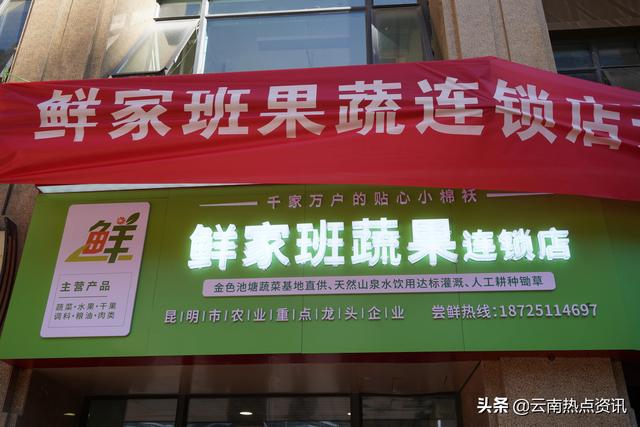 鲜家班果蔬连锁店
千家万户的贴心小棉袄
鲜
主营产品
蔬菜·水果·干果
调料·粮油·肉类
鲜家班蔬果连锁店
金色池塘蔬菜基地直供、天然山泉水饮用达标灌溉、人工耕种锄草
昆明市农业重点龙头企业
尝鲜热线:18725114697
头条 @云南热点资讯